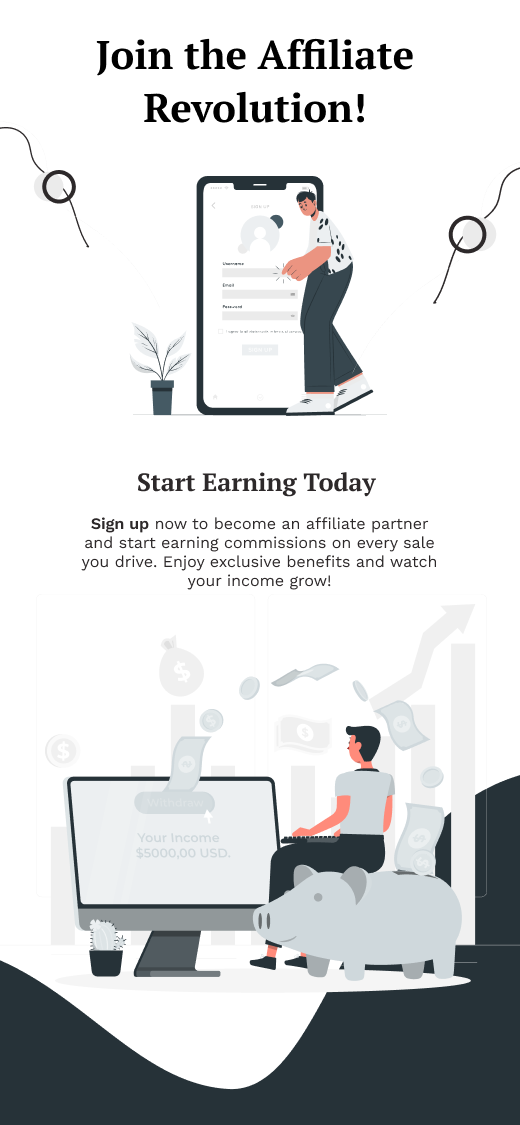 Join the Affiliate
Revolution!
SIGN UP
Username
Email
Password
SIGN UP
Start Earning Today
Sign up now to become an affiliate partner
and start earning commissions on every sale
you drive. Enjoy exclusive benefits and watch
your income grow!
Withdraw
Your Income
$5000,00 USD.